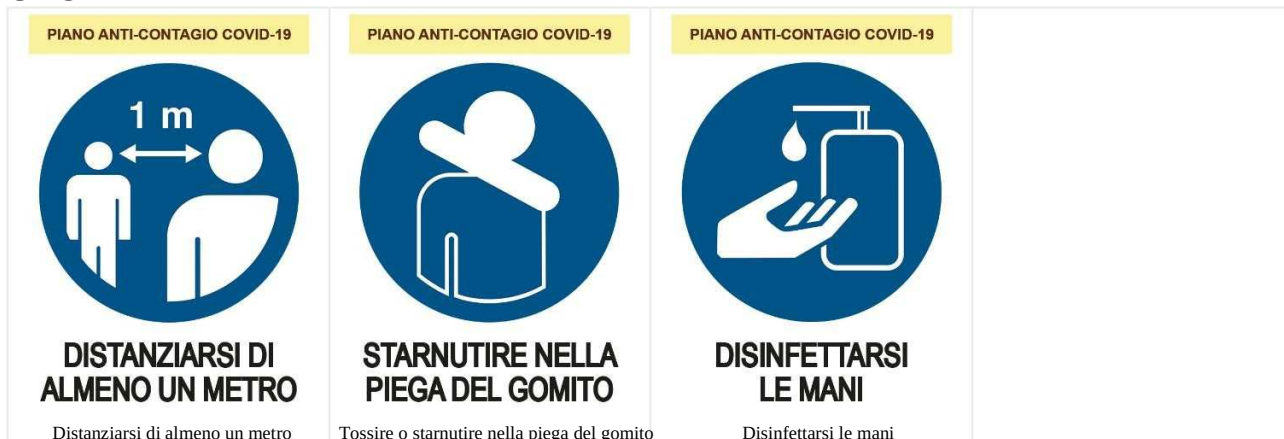 PIANO ANTI-CONTAGIO COVID-19
1 m
DISTANZIARSI DI
ALMENO UN METRO
Distanziarsi di almeno un metro
PIANO ANTI-CONTAGIO COVID-19
STARNUTIRE NELLA
PIEGA DEL GOMITO
Tossire o starnutire nella piega del gomito
PIANO ANTI-CONTAGIO COVID-19
DISINFETTARSI
LE MANI
Disinfettarsi le mani